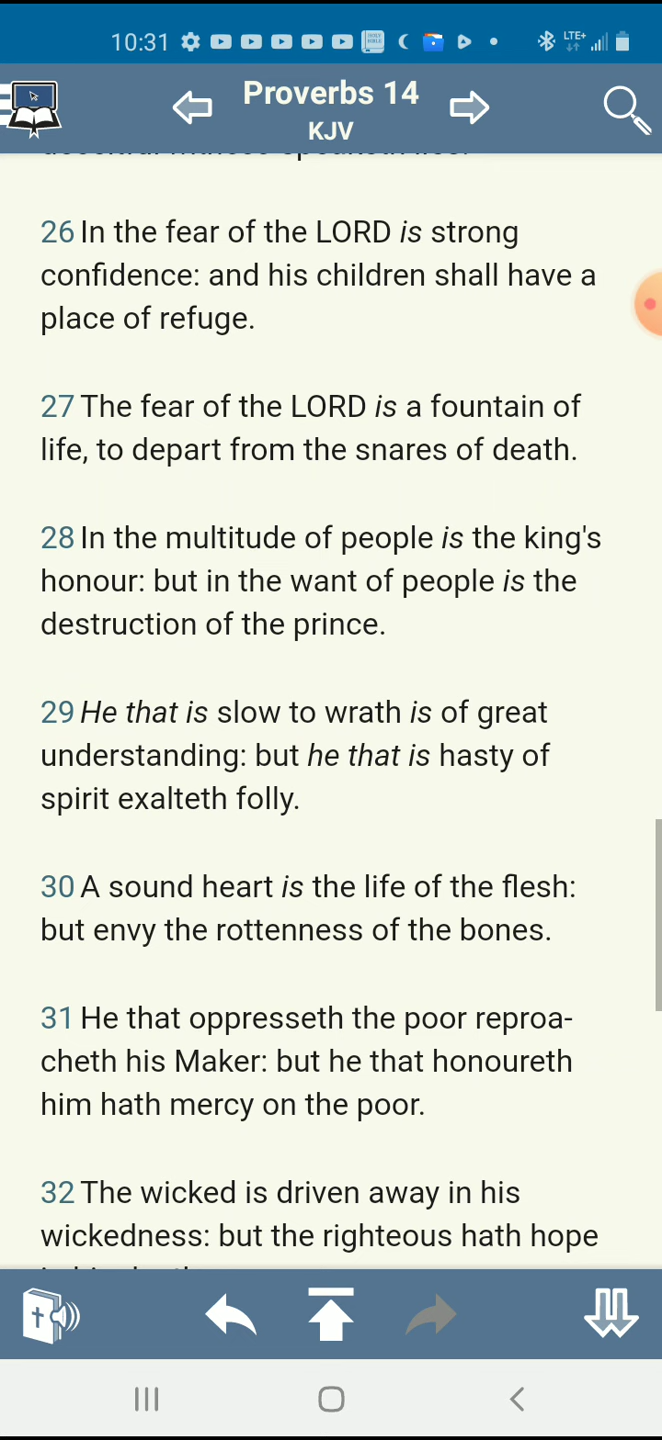 10:31
LTE+
Proverbs 14
KJV
26 In the fear of the LORD is strong
confidence: and his children shall have a
place of refuge.
27 The fear of the LORD is a fountain of
life, to depart from the snares of death.
28 In the multitude of people is the king's
honour: but in the want of people is the
destruction of the prince.
29 He that is slow to wrath is of great
understanding: but he that is hasty of
spirit exalteth folly.
30 A sound heart is the life of the flesh:
but envy the rottenness of the bones.
31 He that oppresseth the poor reproa-
cheth his Maker: but he that honoureth
him hath mercy on the poor.
32 The wicked is driven away in his
wickedness: but the righteous hath hope